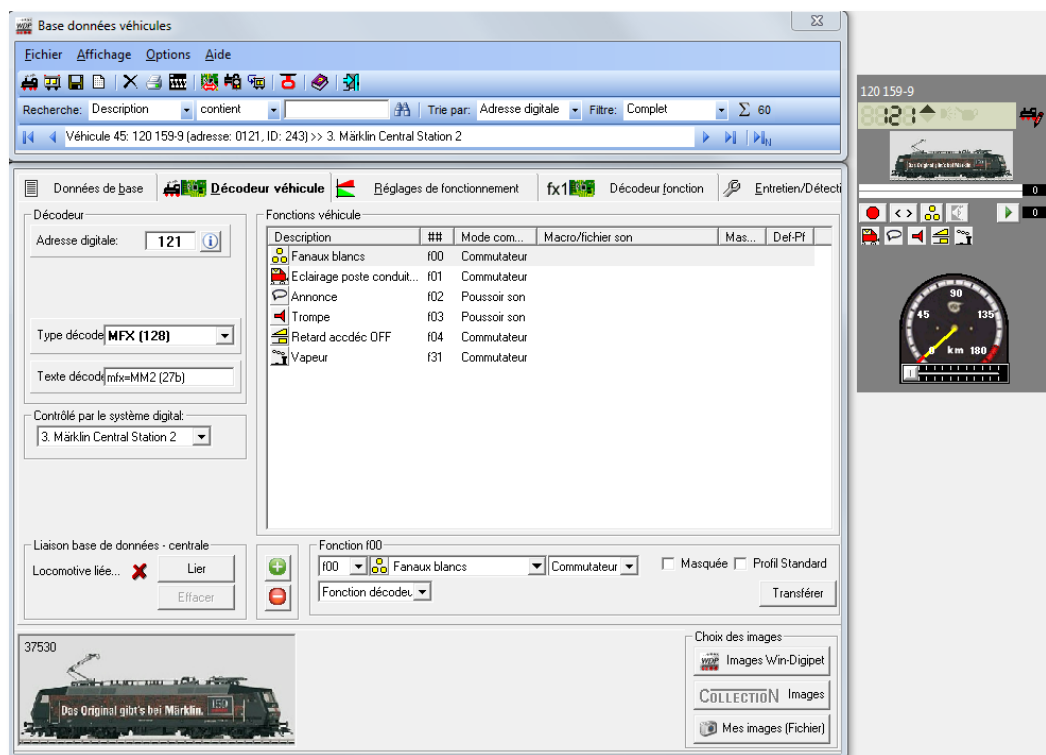 WDP Base données véhicules
Fichier Affichage Options Aide
Recherche: Description contient Trie par: Adresse digitale Filtre: Complet Σ 60
Véhicule 45: 120 159-9 (adresse: 0121, ID: 243) >> 3. Märklin Central Station 2 N
Données de base Décodeur véhicule Réglages de fonctionnement fx1 Décodeur fonction Entretien/Détecti
Décodeur
Adresse digitale: 121 i
Type décode MFX (128)
Texte décode mfx=MM2 (27b)
Contrôlé par le système digital:
3. Märklin Central Station 2
Fonctions véhicule
Description ## Mode com... Macro/fichier son Mas... Def-Pf
Fanaux blancs f00 Commutateur
Eclairage poste conduit... f01 Commutateur
Annonce f02 Poussoir son
Trompe f03 Poussoir son
Retard accdéc OFF f04 Commutateur
Vapeur f31 Commutateur
Liaison base de données - centrale
Locomotive liée... Lier
Effacer
Fonction f00
f00 Fanaux blancs Commutateur Masquée Profil Standard
Fonction décodeu Transférer
37530
Das Original gibt's bei Märklin.
Choix des images
WDP Images Win-Digipet
COLLECTION Images
Mes images (Fichier)
120 159-9
121
0
0
90
45 135
0 km 180